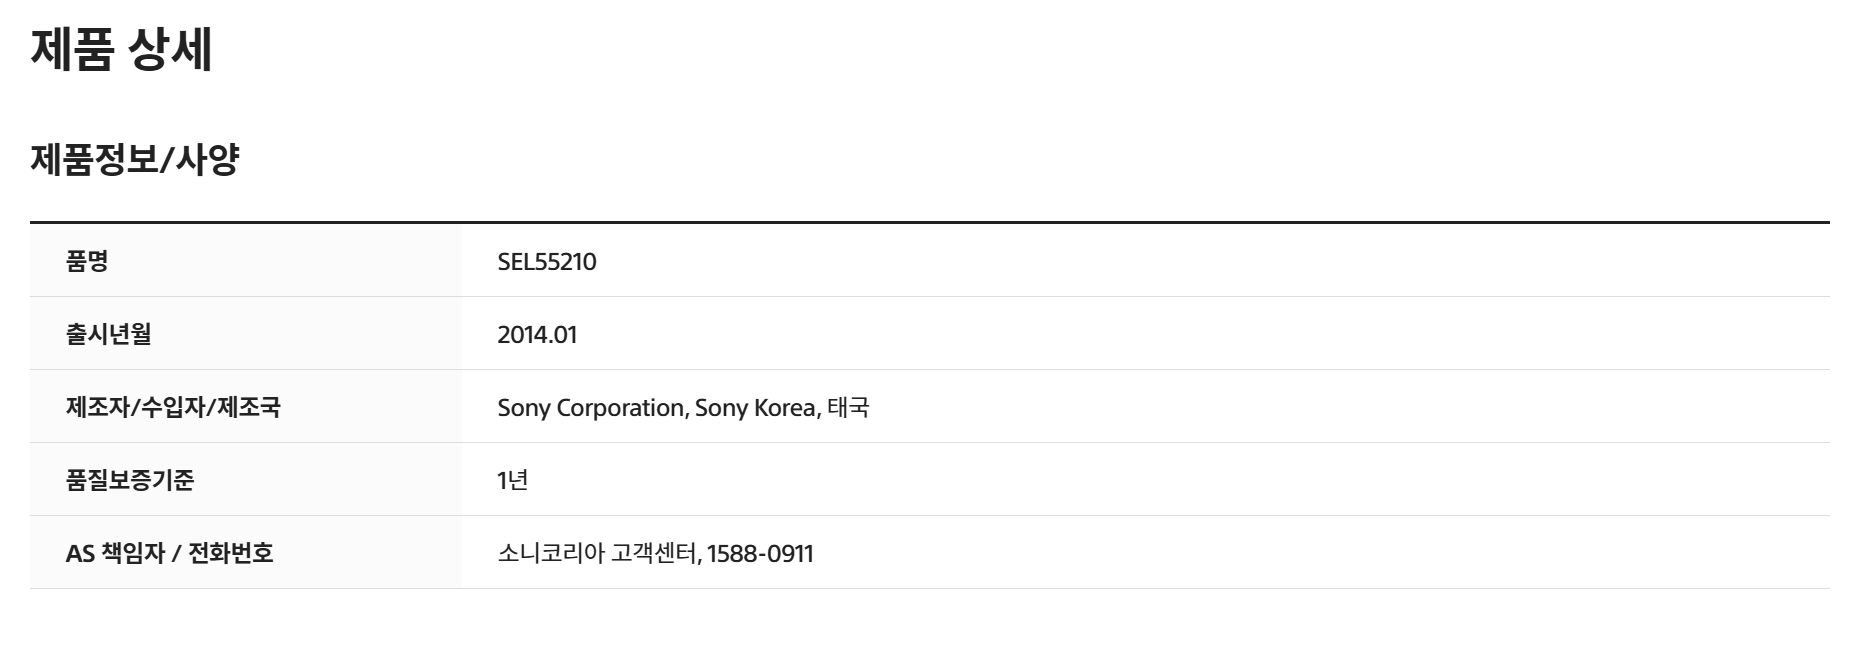 제품 상세
제품정보/사양
품명 SEL55210
출시년월 2014.01
제조자/수입자/제조국 Sony Corporation, Sony Korea, 태국
품질보증기준 1년
AS 책임자 / 전화번호 소니코리아 고객센터, 1588-0911